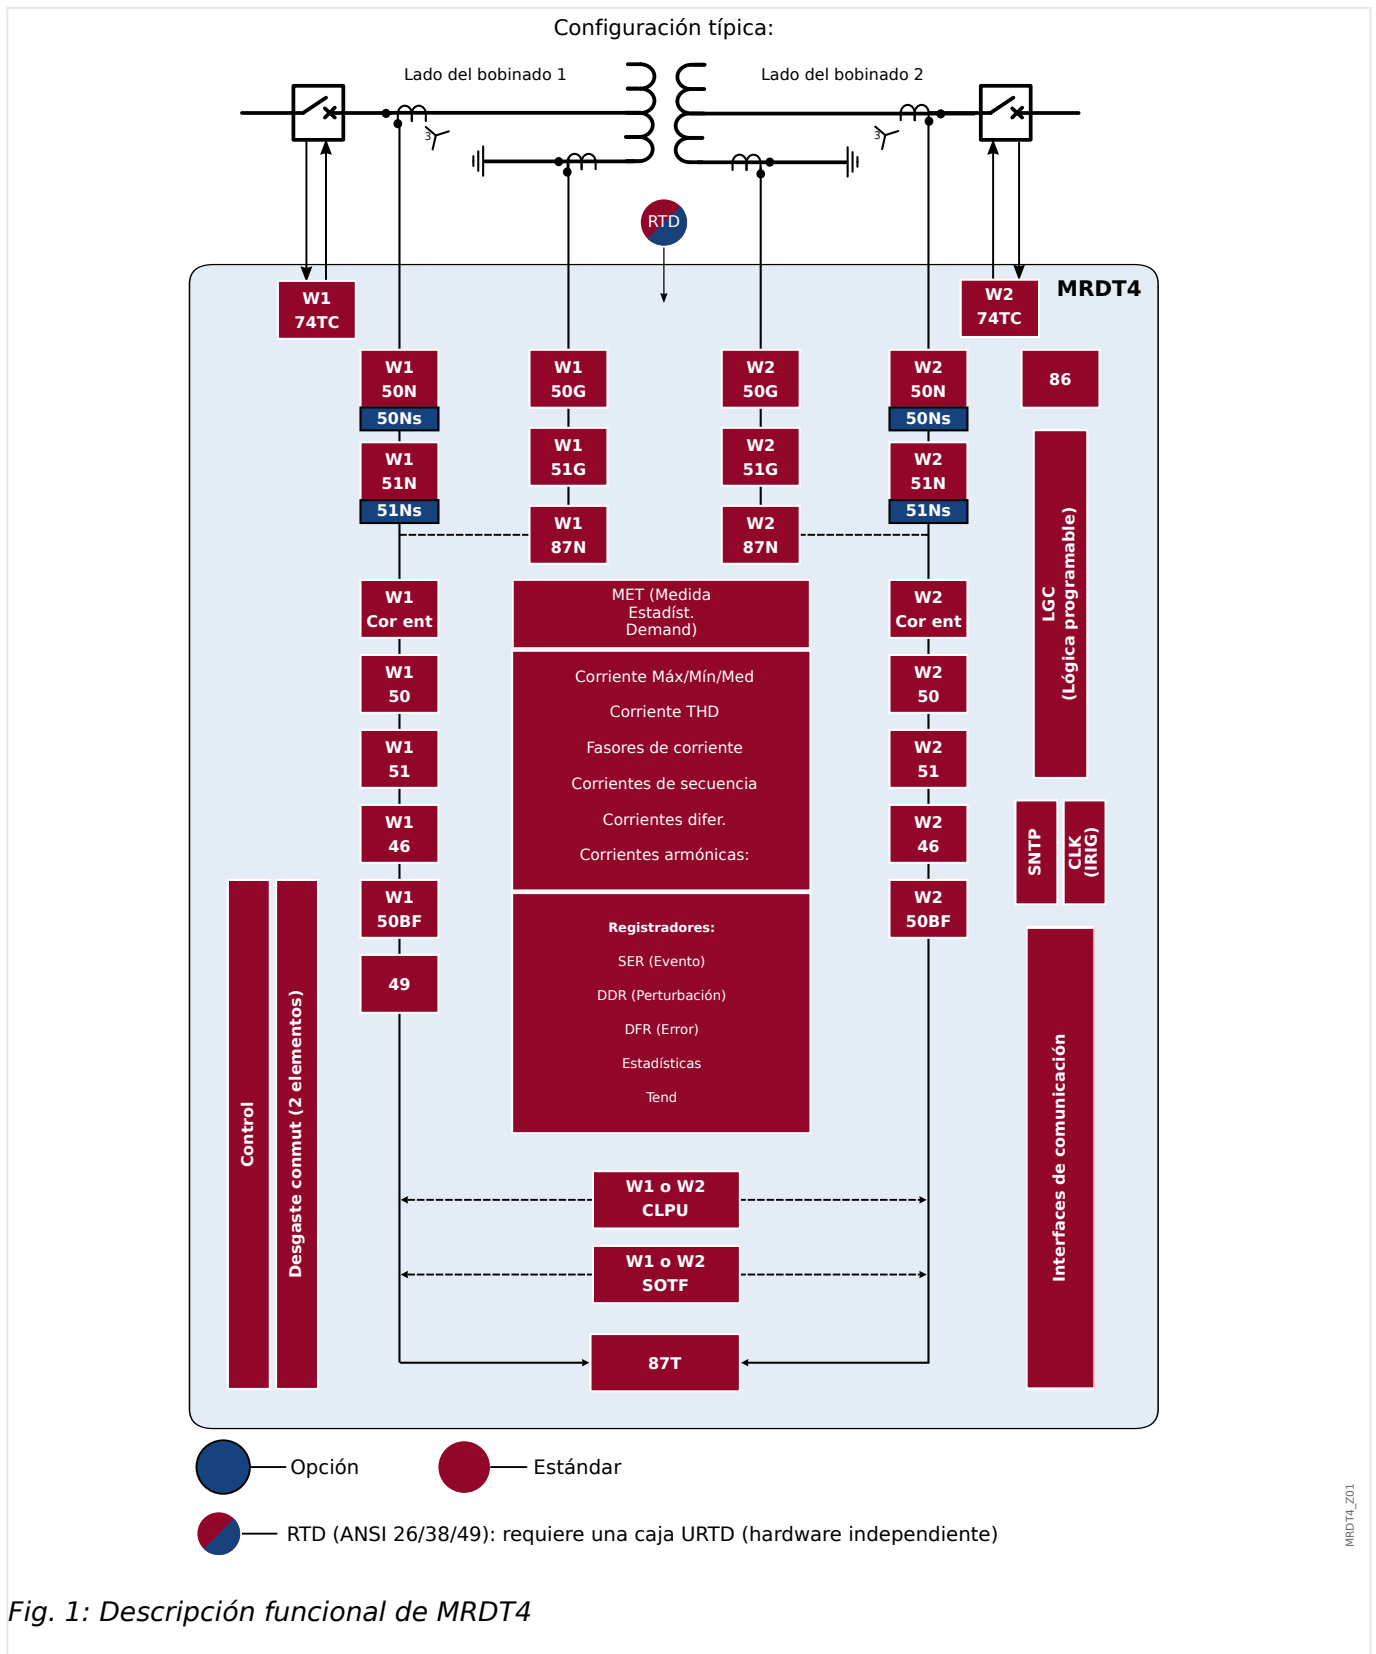 Configuración típica:
Lado del bobinado 1
Lado del bobinado 2
3
3
RTD
MRDT4
W1
74TC
W2
74TC
W1
50N
50Ns
W1
50G
W2
50G
W2
50N
50Ns
86
W1
51N
51Ns
W1
51G
W2
51G
W2
51N
51Ns
W1
87N
W2
87N
LGC
(Lógica programable)
W1
Cor ent
MET (Medida
Estadíst.
Demand)
W2
Cor ent
W1
50
W2
50
Corriente Máx/Mín/Med
Corriente THD
Fasores de corriente
Corrientes de secuencia
Corrientes difer.
Corrientes armónicas:
W1
51
W2
51
W1
46
W2
46
SNTP
CLK
(IRIG)
W1
50BF
W2
50BF
49
Registradores:
SER (Evento)
DDR (Perturbación)
DFR (Error)
Estadísticas
Tend
Control
Desgaste conmut (2 elementos)
Interfaces de comunicación
W1 o W2
CLPU
W1 o W2
SOTF
87T
Opción
Estándar
RTD (ANSI 26/38/49): requiere una caja URTD (hardware independiente)
MRDT4_Z01
Fig. 1: Descripción funcional de MRDT4